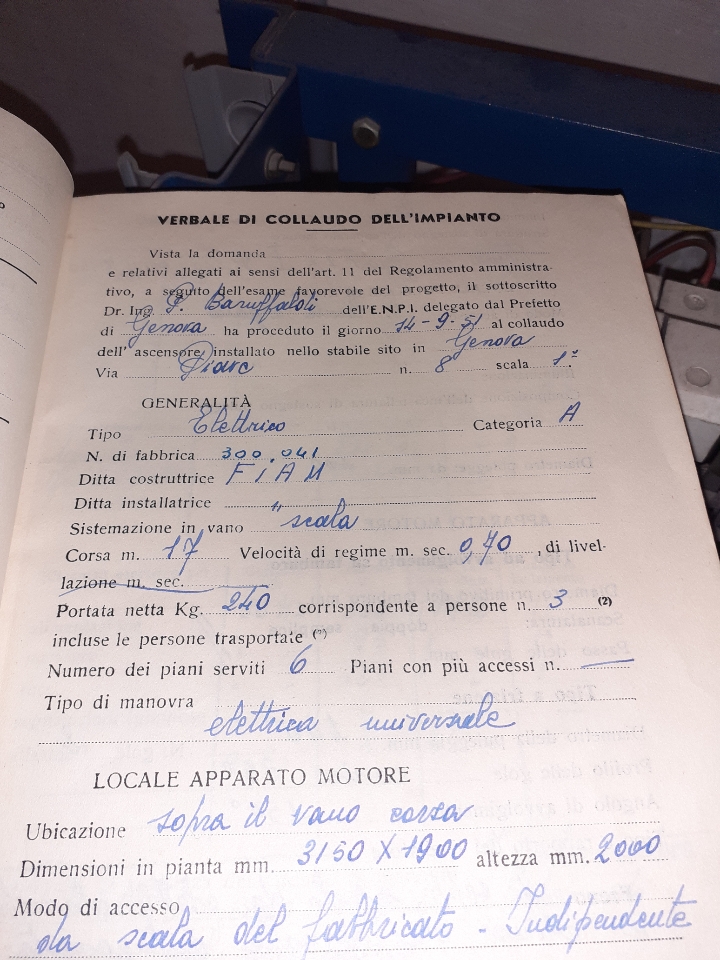 VERBALE DI COLLAUDO DELL'IMPIANTO
Vista la domanda
e relativi allegati ai sensi dell'art. 11 del Regolamento amministra-
tivo, a seguito dell'esame favorevole del progetto, il sottoscritto
Dr. Ing. P. Baruffaldi dell'E.N.P.I. delegato dal Prefetto
di Genova ha proceduto il giorno 14-9-51 al collaudo
dell'ascensore installato nello stabile sito in Genova
Via Piave n. 8 scala 1ª
GENERALITÀ
Tipo Elettrico Categoria A
N. di fabbrica 300.041
Ditta costruttrice FIAM
Ditta installatrice "
Sistemazione in vano scala
Corsa m. 17 Velocità di regime m. sec. 0,70, di livel-
lazione m. sec.
Portata netta Kg. 240 corrispondente a persone n. 3 (2)
incluse le persone trasportate (")
Numero dei piani serviti 6 Piani con più accessi n. —
Tipo di manovra
elettrica universale
LOCALE APPARATO MOTORE
Ubicazione sopra il vano corsa
Dimensioni in pianta mm. 3150 X 1900 altezza mm. 2000
Modo di accesso
da scala del fabbricato - Indipendente